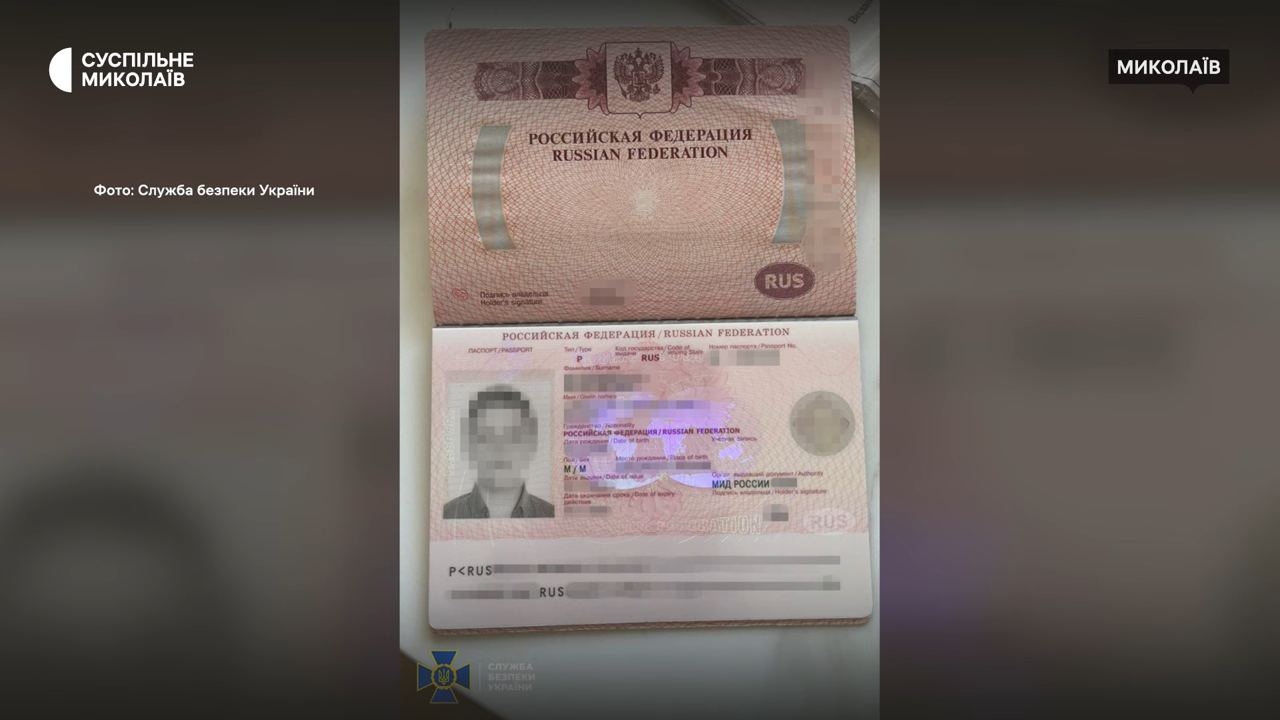 СУСПІЛЬНЕ
МИКОЛАЇВ
МИКОЛАЇВ
Фото: Служба безпеки України
РОССИЙСКАЯ ФЕДЕРАЦИЯ
RUSSIAN FEDERATION
RUS
Подпись владельца
Holder's signature
РОССИЙСКАЯ ФЕДЕРАЦИЯ/RUSSIAN FEDERATION
ПАСПОРТ/PASSPORT
Тип/Type
Код государства/Code of
выдачи issuing State
Номер паспорта/Passport No.
P
RUS
Фамилия/Surname
Имя/Given names
Гражданство/Nationality
РОССИЙСКАЯ ФЕДЕРАЦИЯ/RUSSIAN FEDERATION
Дата рождения/Date of birth
Пол/Sex
Место рождения/Place of birth
М/M
Дата выдачи/Date of issue
Орган, выдавший документ/Authority
МИД РОССИИ
Дата окончания срока/Date of expiry
действия
Подпись владельца/Holder's signature
RUS
P<RUS
RUS
СЛУЖБА
БЕЗПЕКИ
УКРАЇНИ